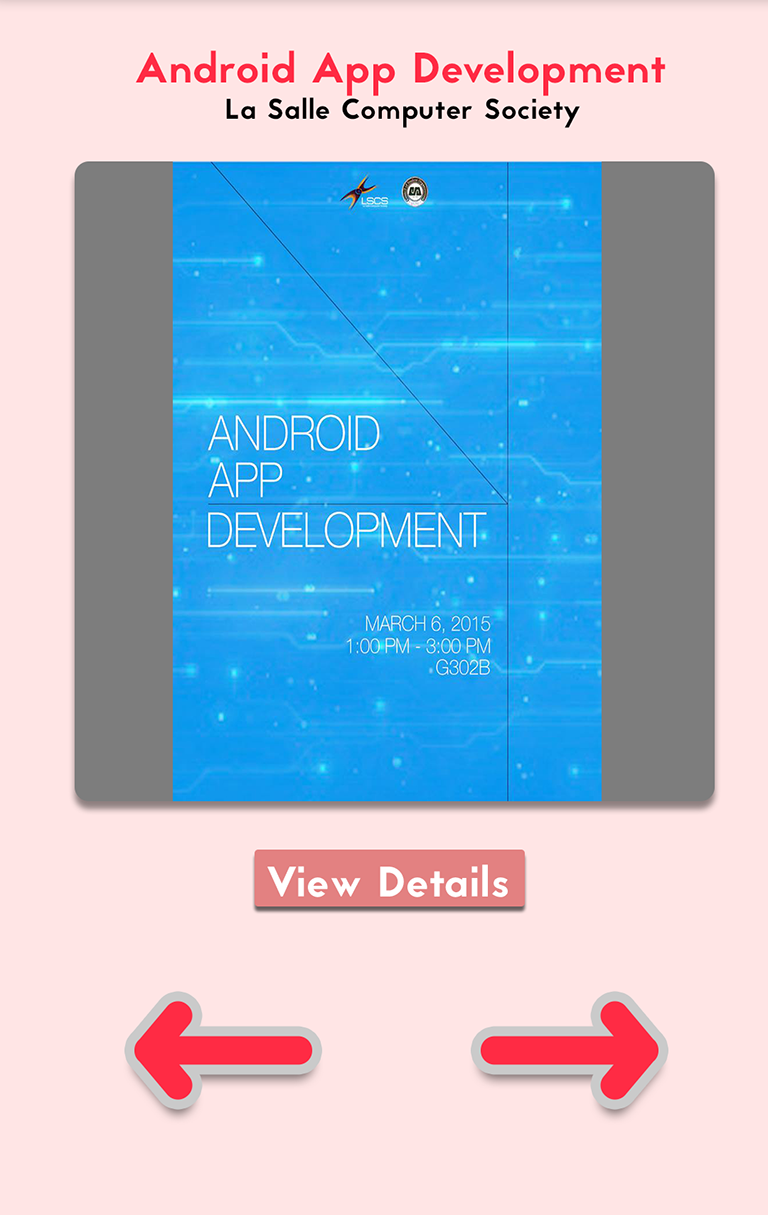 Android App Development
La Salle Computer Society
LSCS
ANDROID
APP
DEVELOPMENT
MARCH 6, 2015
1:00 PM - 3:00 PM
G302B
View Details